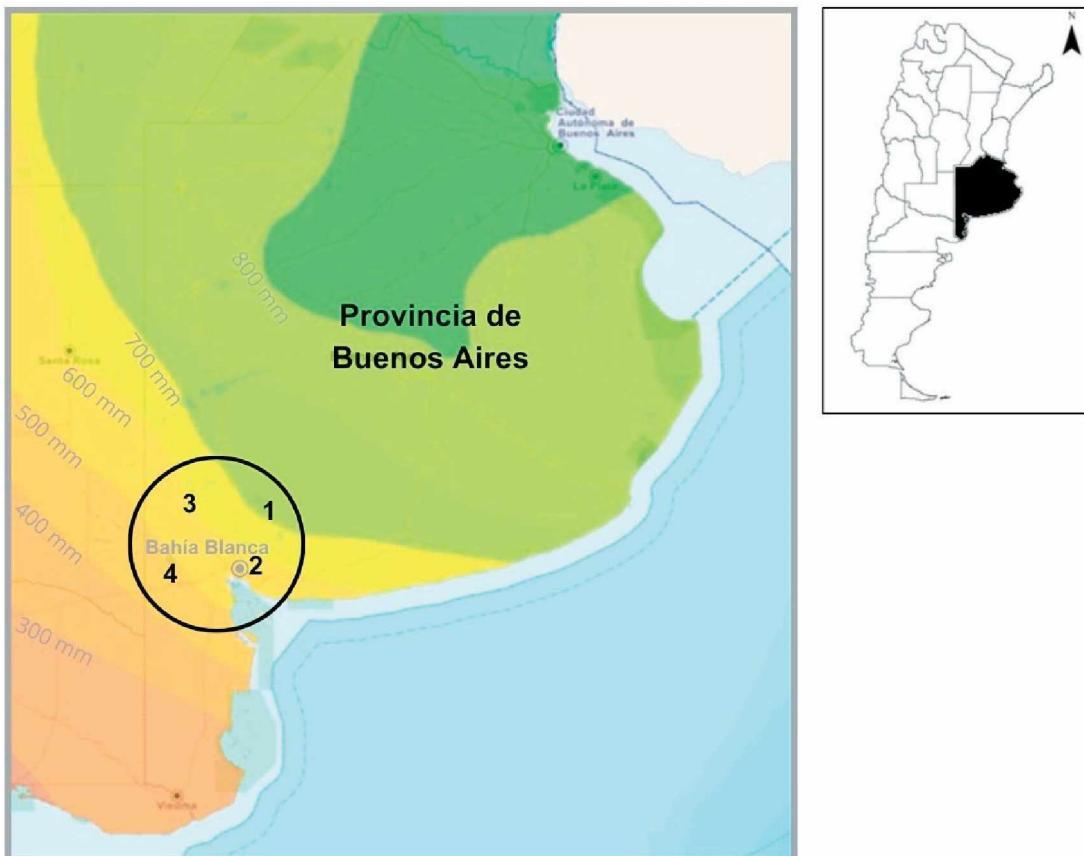 Ciudad
Autónoma de
Buenos Aires
La Plata
800 mm
Provincia de
Buenos Aires
700 mm
Santa Rosa
600 mm
500 mm
3
1
400 mm
Bahía Blanca
4
2
300 mm
Viedma
N